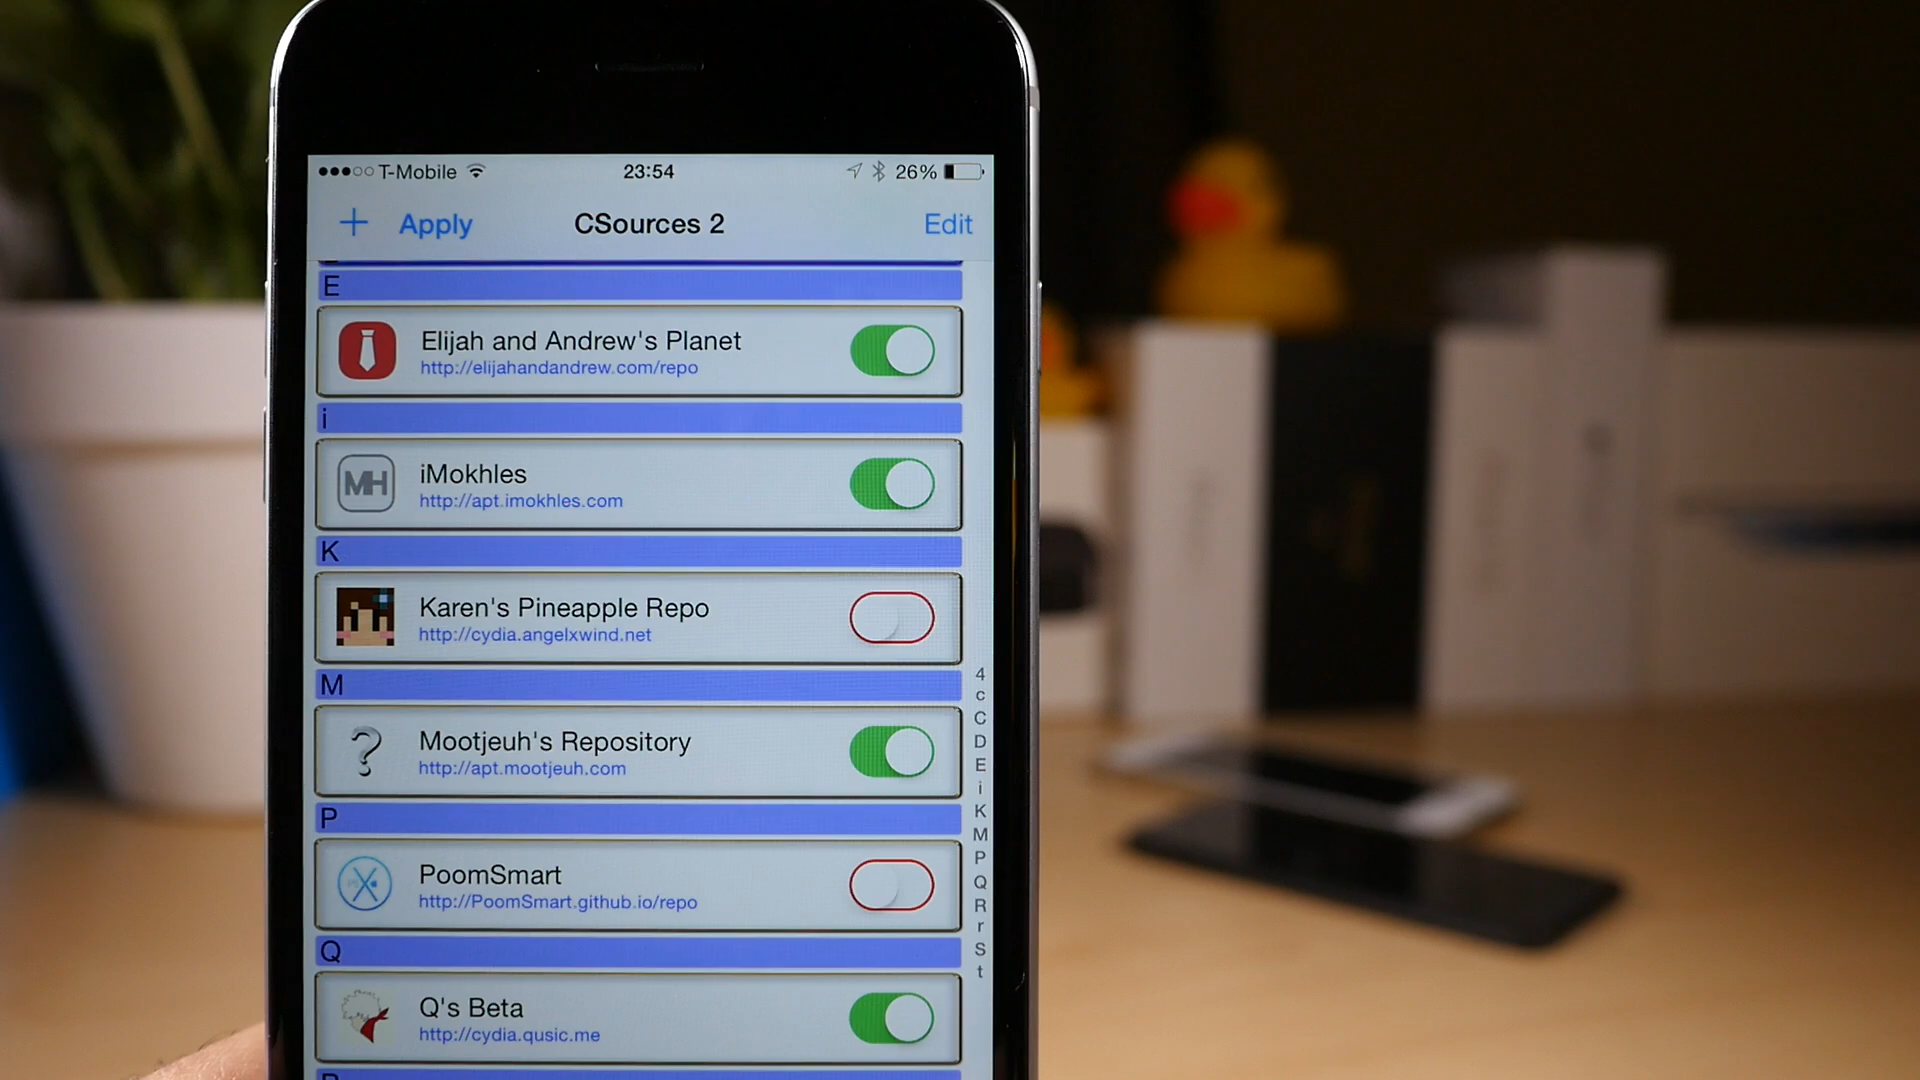 T-Mobile 23:54 26%
+ Apply CSources 2 Edit
E
Elijah and Andrew's Planet
http://elijahandandrew.com/repo
i
MH iMokhles
http://apt.imokhles.com
K
Karen's Pineapple Repo
http://cydia.angelxwind.net
M
? Mootjeuh's Repository
http://apt.mootjeuh.com
P
PoomSmart
http://PoomSmart.github.io/repo
Q
Q's Beta
http://cydia.qusic.me
4
c
C
D
E
i
K
M
P
Q
R
r
S
t